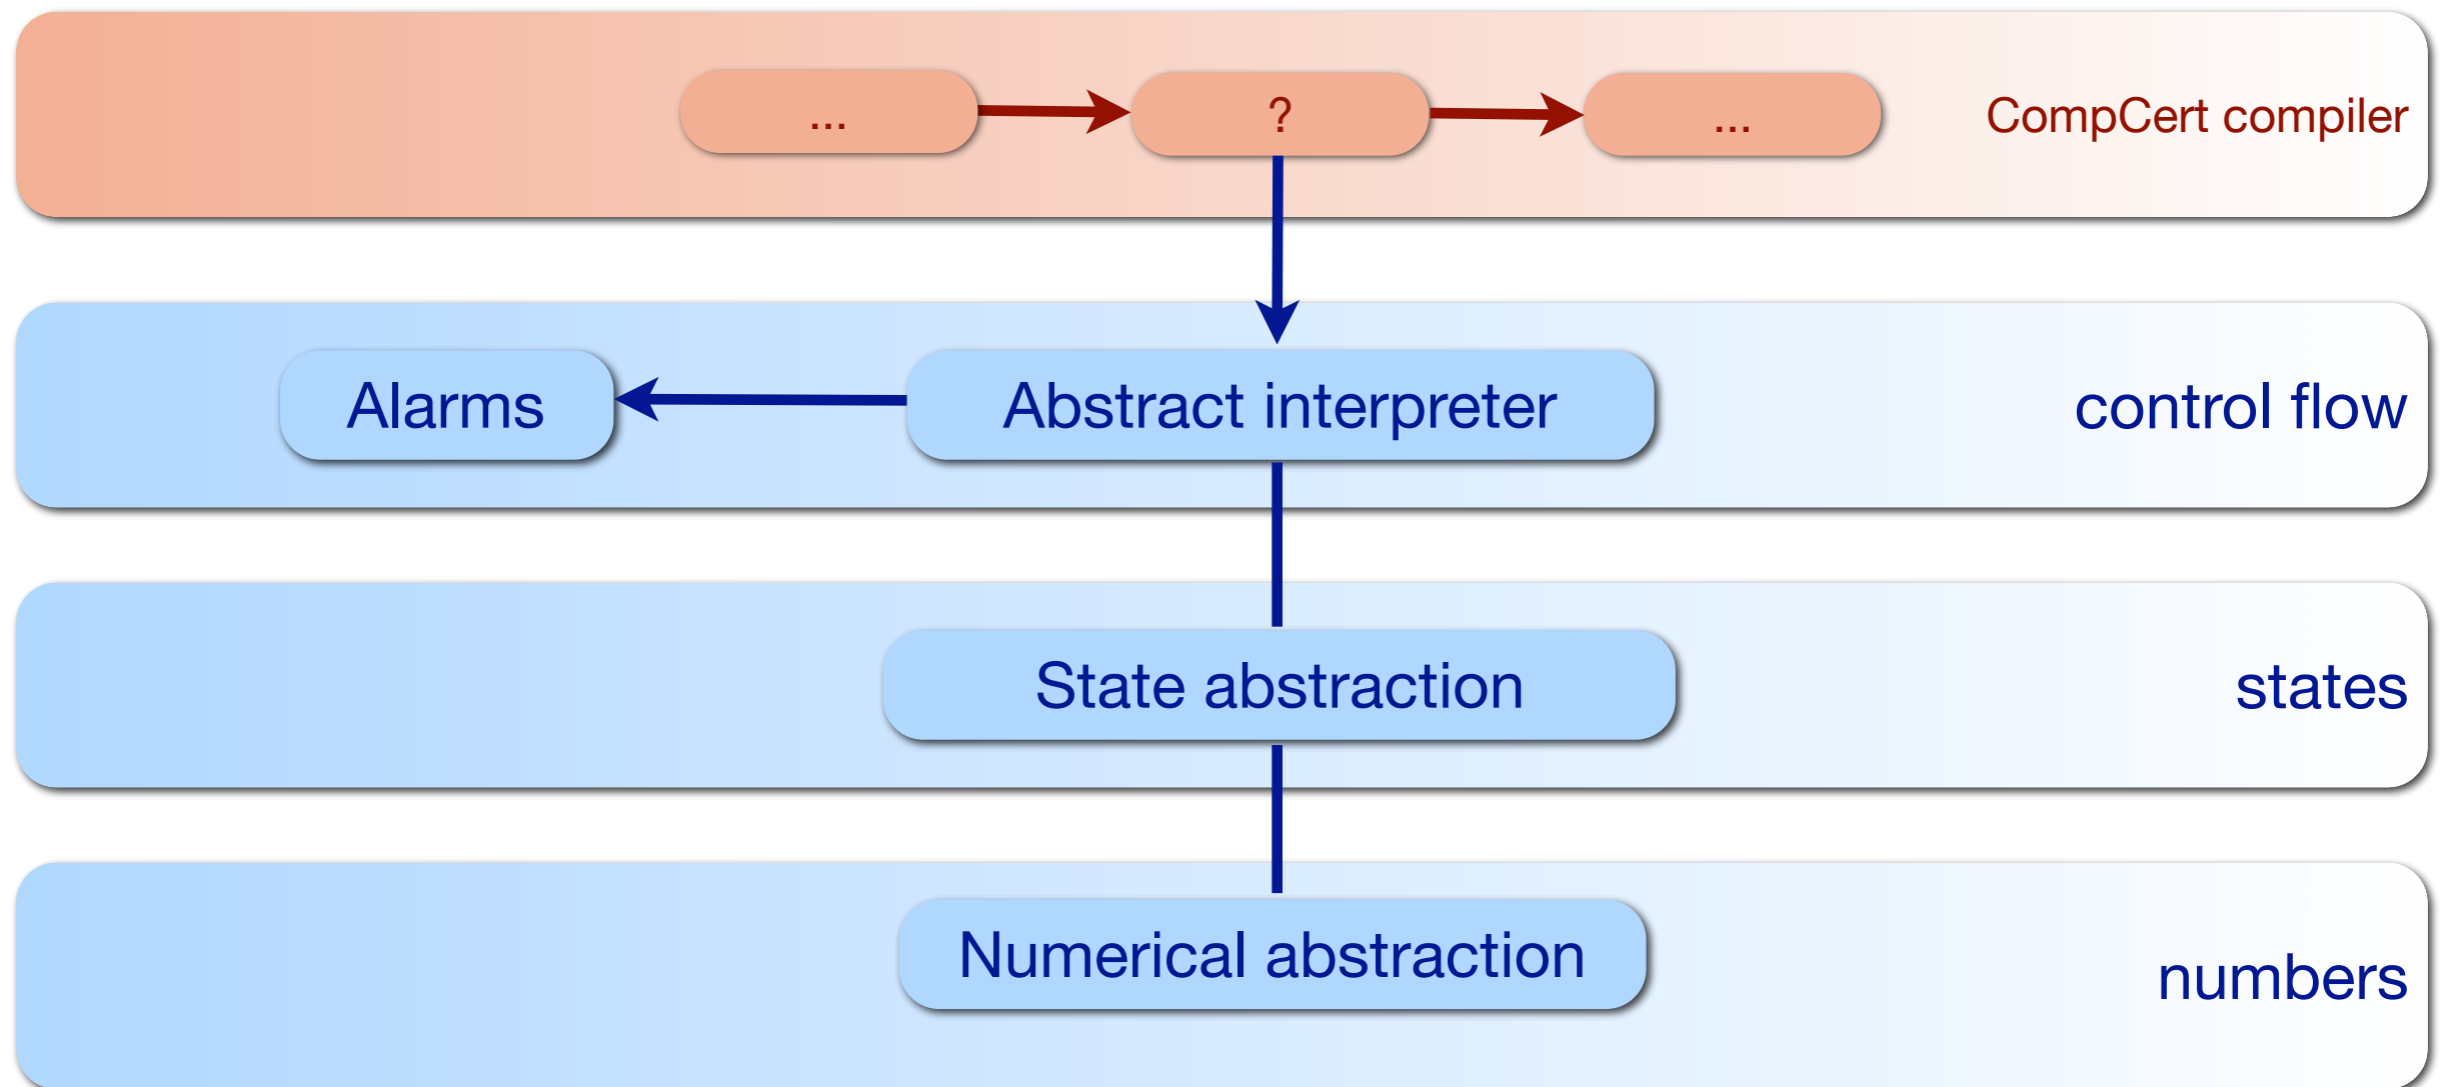 ...
?
...
CompCert compiler
Alarms
Abstract interpreter
control flow
State abstraction
states
Numerical abstraction
numbers